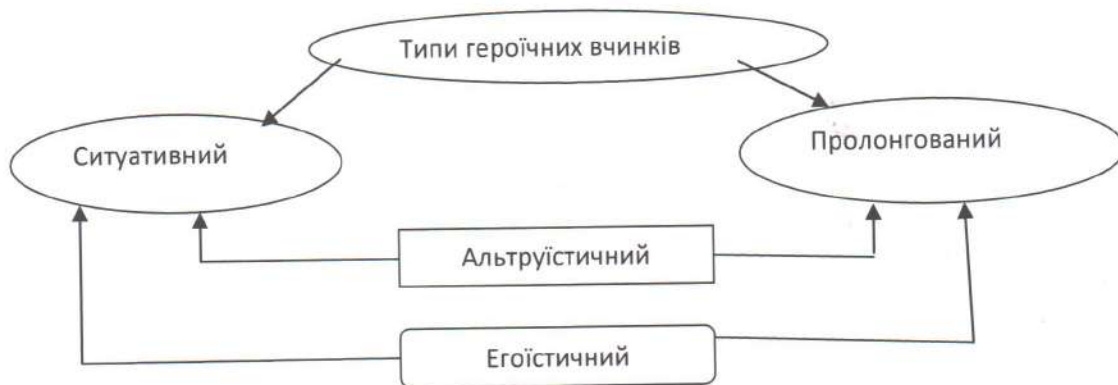 Типи героїчних вчинків
Ситуативний
Пролонгований
Альтруїстичний
Егоїстичний